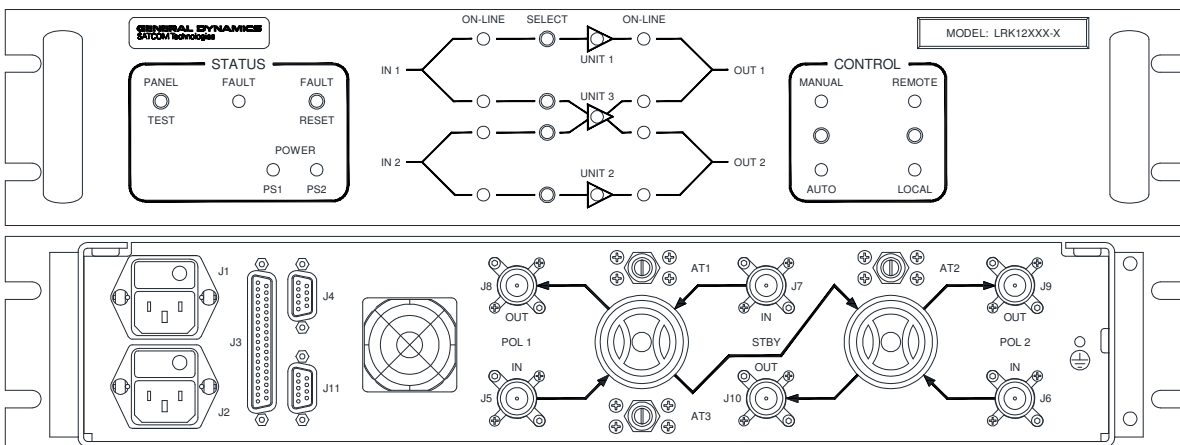 GENERAL DYNAMICS
SATCOM Technologies
MODEL: LRK12XXX-X
STATUS
PANEL
TEST
FAULT
FAULT
RESET
POWER
PS1
PS2
ON-LINE
SELECT
ON-LINE
UNIT 1
IN 1
OUT 1
UNIT 3
IN 2
OUT 2
UNIT 2
CONTROL
MANUAL
REMOTE
AUTO
LOCAL
J1
J4
J3
J11
J2
J8
OUT
POL 1
IN
J5
AT1
J7
IN
STBY
OUT
J10
AT3
AT2
J9
OUT
POL 2
IN
J6